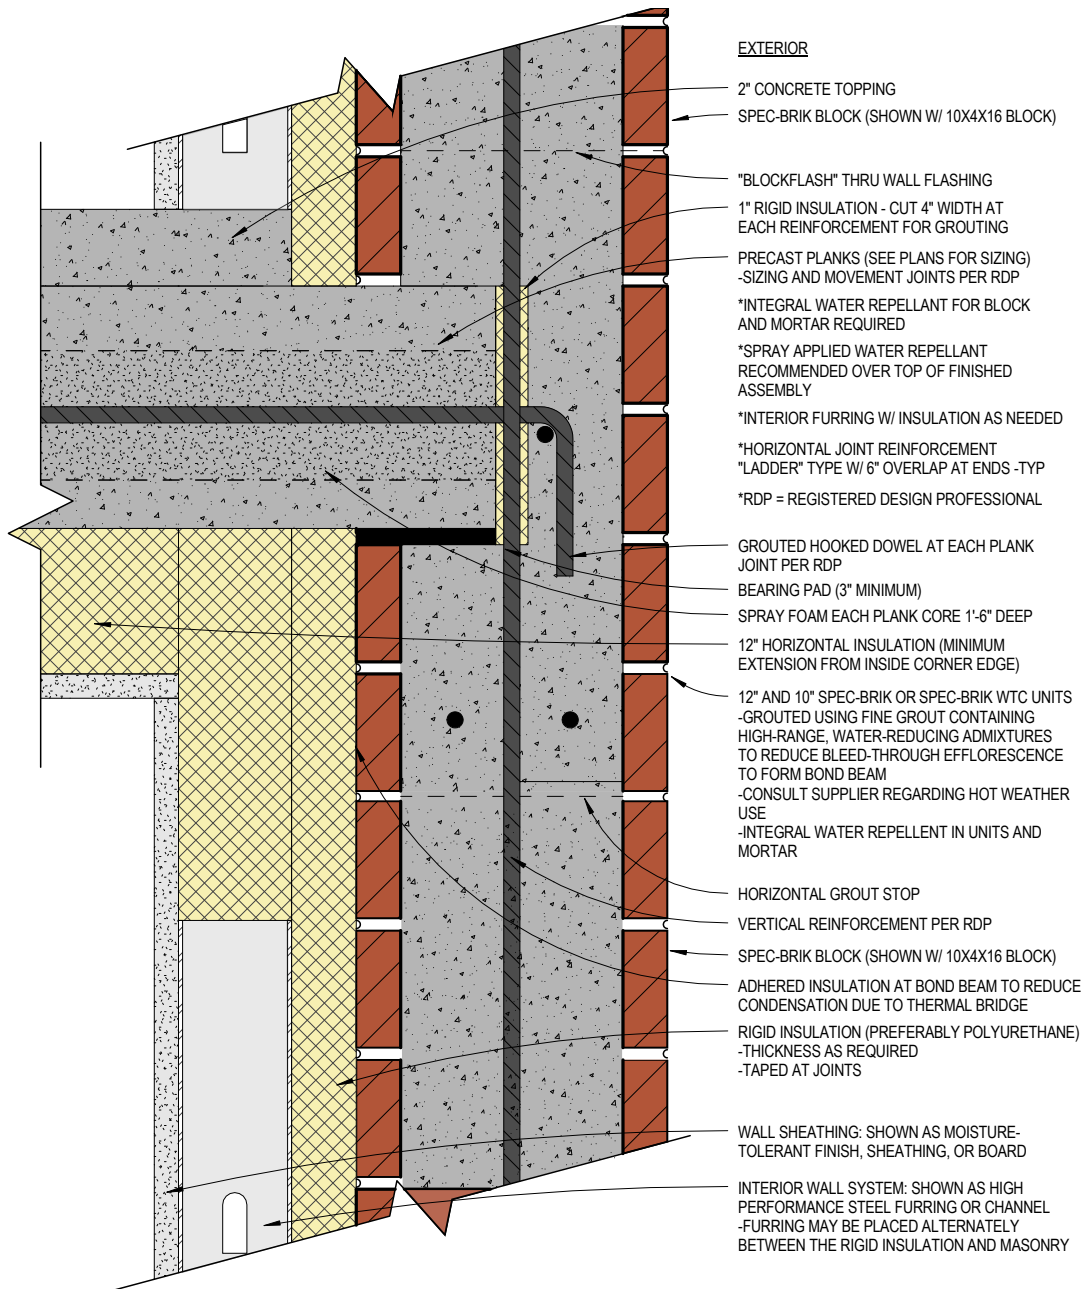 EXTERIOR
2" CONCRETE TOPPING
SPEC-BRIK BLOCK (SHOWN W/ 10X4X16 BLOCK)
"BLOCKFLASH" THRU WALL FLASHING
1" RIGID INSULATION - CUT 4" WIDTH AT
EACH REINFORCEMENT FOR GROUTING
PRECAST PLANKS (SEE PLANS FOR SIZING)
-SIZING AND MOVEMENT JOINTS PER RDP
*INTEGRAL WATER REPELLANT FOR BLOCK
AND MORTAR REQUIRED
*SPRAY APPLIED WATER REPELLANT
RECOMMENDED OVER TOP OF FINISHED
ASSEMBLY
*INTERIOR FURRING W/ INSULATION AS NEEDED
*HORIZONTAL JOINT REINFORCEMENT
"LADDER" TYPE W/ 6" OVERLAP AT ENDS -TYP
*RDP = REGISTERED DESIGN PROFESSIONAL
GROUTED HOOKED DOWEL AT EACH PLANK
JOINT PER RDP
BEARING PAD (3" MINIMUM)
SPRAY FOAM EACH PLANK CORE 1'-6" DEEP
12" HORIZONTAL INSULATION (MINIMUM
EXTENSION FROM INSIDE CORNER EDGE)
12" AND 10" SPEC-BRIK OR SPEC-BRIK WTC UNITS
-GROUTED USING FINE GROUT CONTAINING
HIGH-RANGE, WATER-REDUCING ADMIXTURES
TO REDUCE BLEED-THROUGH EFFLORESCENCE
TO FORM BOND BEAM
-CONSULT SUPPLIER REGARDING HOT WEATHER
USE
-INTEGRAL WATER REPELLENT IN UNITS AND
MORTAR
HORIZONTAL GROUT STOP
VERTICAL REINFORCEMENT PER RDP
SPEC-BRIK BLOCK (SHOWN W/ 10X4X16 BLOCK)
ADHERED INSULATION AT BOND BEAM TO REDUCE
CONDENSATION DUE TO THERMAL BRIDGE
RIGID INSULATION (PREFERABLY POLYURETHANE)
-THICKNESS AS REQUIRED
-TAPED AT JOINTS
WALL SHEATHING: SHOWN AS MOISTURE-
TOLERANT FINISH, SHEATHING, OR BOARD
INTERIOR WALL SYSTEM: SHOWN AS HIGH
PERFORMANCE STEEL FURRING OR CHANNEL
-FURRING MAY BE PLACED ALTERNATELY
BETWEEN THE RIGID INSULATION AND MASONRY